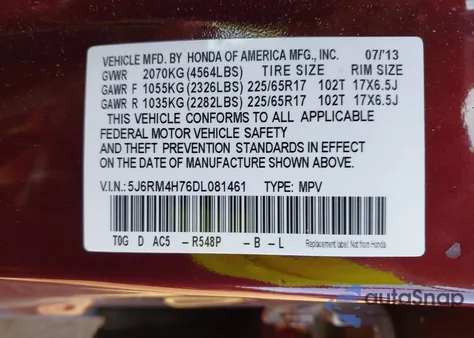 VEHICLE MFD. BY HONDA OF AMERICA MFG., INC. 07/13
GVWR 2070KG (4564LBS) TIRE SIZE RIM SIZE
GAWR F 1055KG (2326LBS) 225/65R17 102T 17X6.5J
GAWR R 1035KG (2282LBS) 225/65R17 102T 17X6.5J
THIS VEHICLE CONFORMS TO ALL APPLICABLE
FEDERAL MOTOR VEHICLE SAFETY
AND THEFT PREVENTION STANDARDS IN EFFECT
ON THE DATE OF MANUFACTURE SHOWN ABOVE.
V.I.N.: 5J6RM4H76DL081461 TYPE: MPV
T0G D AC5 -R548P -B-L Replacement label: Not from Honda
autoSnap